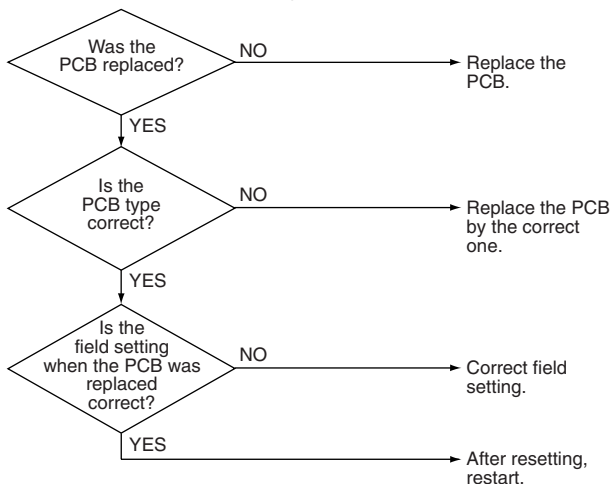 Was the
PCB replaced?
NO
Replace the
PCB.
YES
Is the
PCB type
correct?
NO
Replace the PCB
by the correct
one.
YES
Is the
field setting
when the PCB was
replaced
correct?
NO
Correct field
setting.
YES
After resetting,
restart.